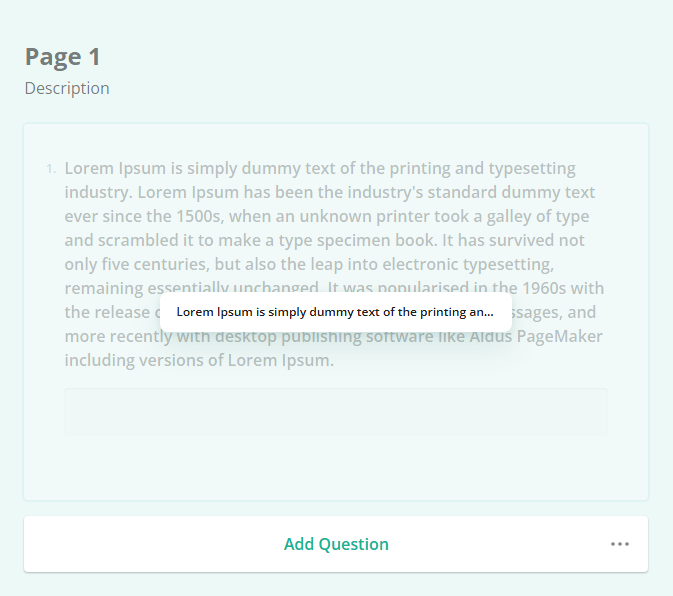 Page 1
Description
1. Lorem Ipsum is simply dummy text of the printing and typesetting
industry. Lorem Ipsum has been the industry's standard dummy text
ever since the 1500s, when an unknown printer took a galley of type
and scrambled it to make a type specimen book. It has survived not
only five centuries, but also the leap into electronic typesetting,
remaining essentially unchanged. It was popularised in the 1960s with
the release
Lorem Ipsum is simply dummy text of the printing an...
ssages, and
more recently with desktop publishing software like Aldus PageMaker
including versions of Lorem Ipsum.
Add Question